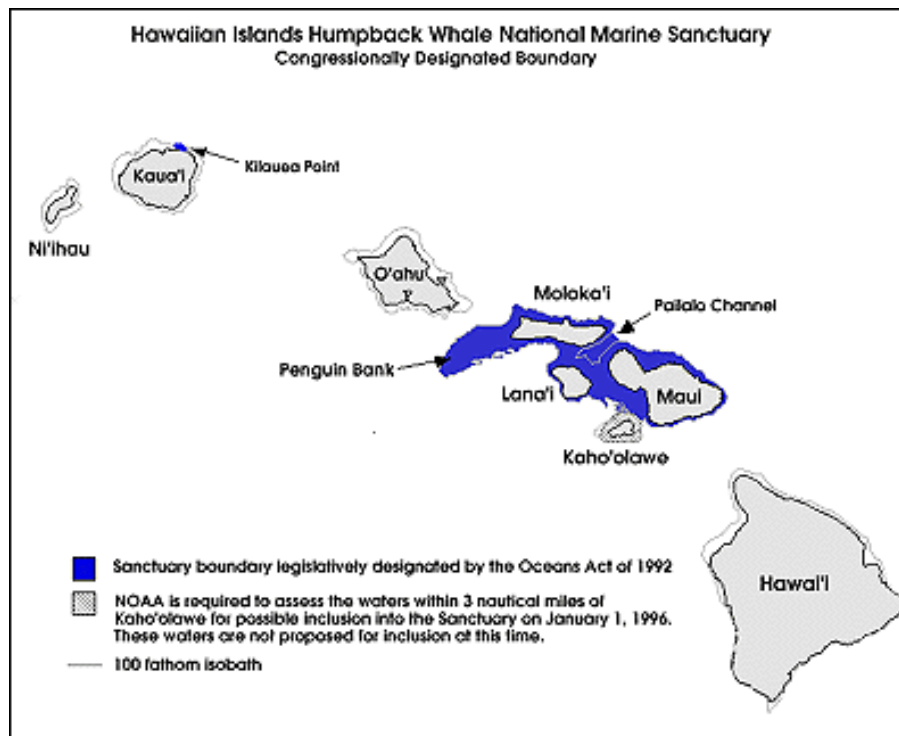 Hawaiian Islands Humpback Whale National Marine Sanctuary
Congressionally Designated Boundary
Kilauea Point
Kaua'i
Ni'ihau
O'ahu
Moloka'i
Pailolo Channel
Penguin Bank
Lana'i
Maui
Kaho'olawe
Hawai'i
Sanctuary boundary legislatively designated by the Oceans Act of 1992
NOAA is required to assess the waters within 3 nautical miles of
Kaho'olawe for possible inclusion into the Sanctuary on January 1, 1996.
These waters are not proposed for inclusion at this time.
100 fathom isobath